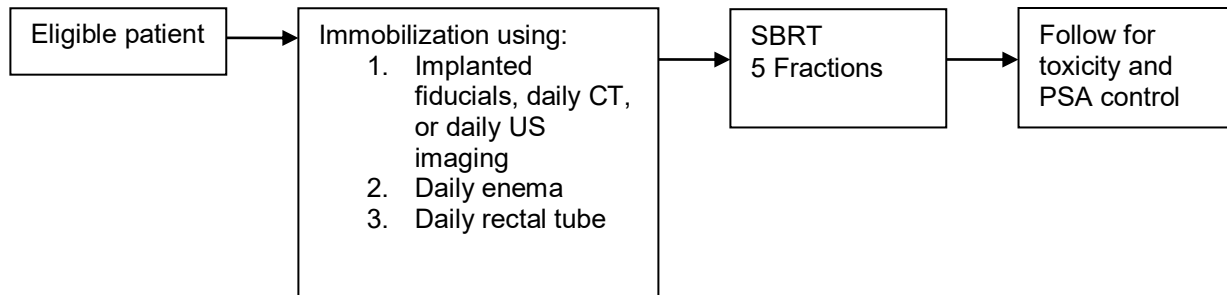 Eligible patient
Immobilization using:
1. Implanted
fiducials, daily CT,
or daily US
imaging
2. Daily enema
3. Daily rectal tube
SBRT
5 Fractions
Follow for
toxicity and
PSA control